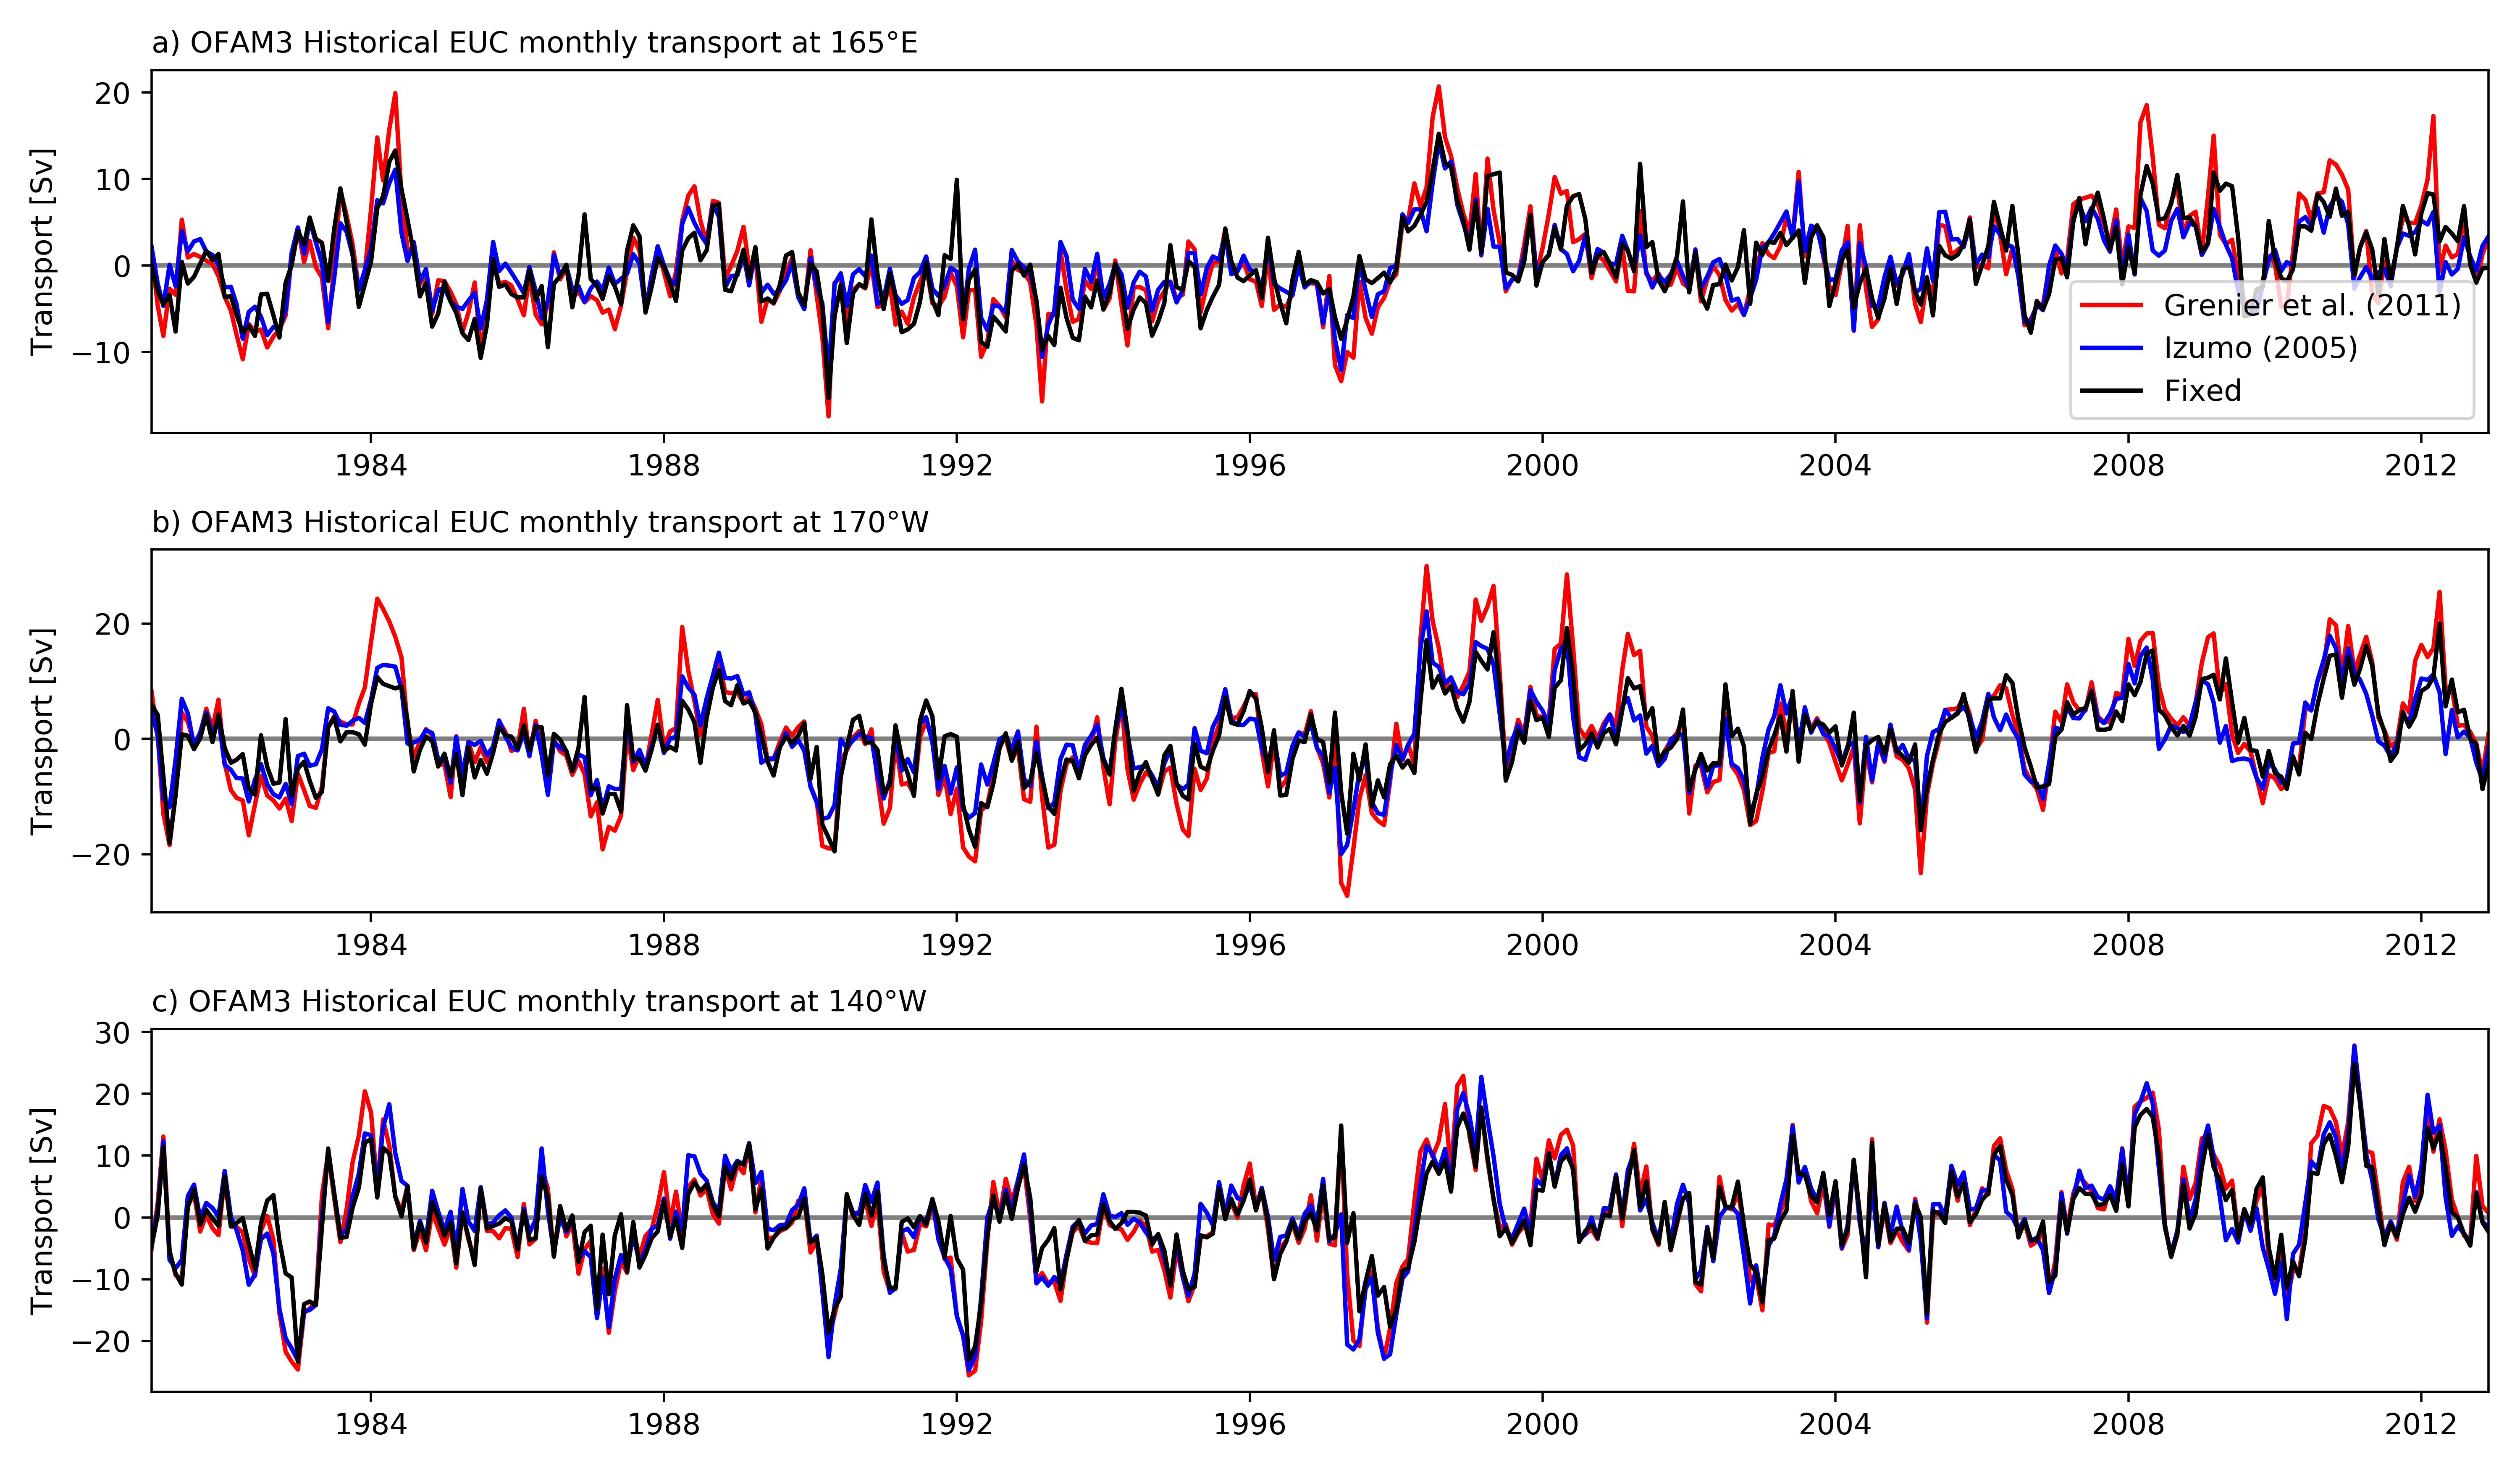 a) OFAM3 Historical EUC monthly transport at 165°E
Transport [Sv]
20
10
0
−10
1984 1988 1992 1996 2000 2004 2008 2012
Grenier et al. (2011)
Izumo (2005)
Fixed
b) OFAM3 Historical EUC monthly transport at 170°W
Transport [Sv]
20
0
−20
1984 1988 1992 1996 2000 2004 2008 2012
c) OFAM3 Historical EUC monthly transport at 140°W
Transport [Sv]
30
20
10
0
−10
−20
1984 1988 1992 1996 2000 2004 2008 2012